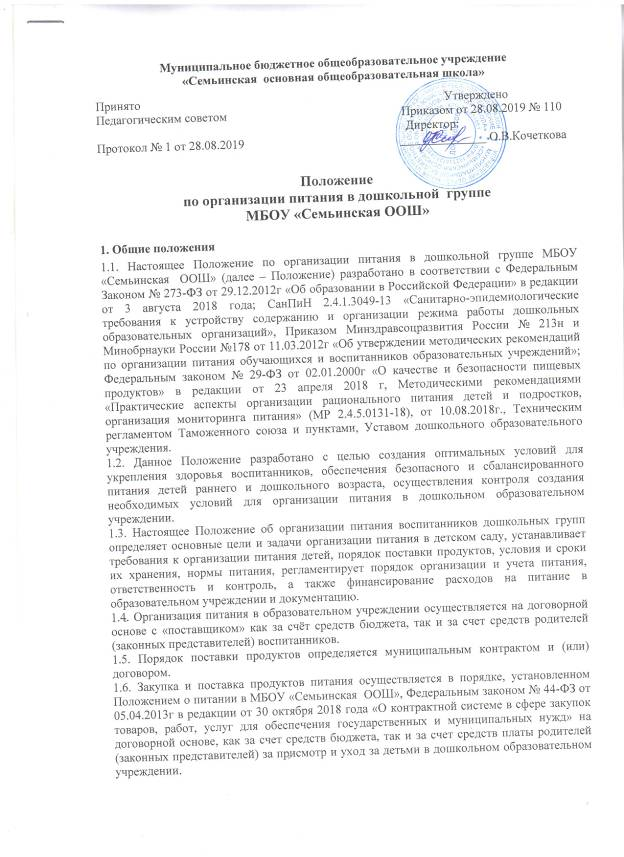 Муниципальное бюджетное общеобразовательное учреждение
«Семьинская основная общеобразовательная школа»
Принято
Педагогическим советом
Протокол № 1 от 28.08.2019
Утверждено
Приказом от 28.08.2019 № 110
Директор:
О.В.Кочеткова
Положение
по организации питания в дошкольной группе
МБОУ «Семьинская ООШ»
1. Общие положения
1.1. Настоящее Положение по организации питания в дошкольной группе МБОУ
«Семьинская ООШ» (далее – Положение) разработано в соответствии с Федеральным
Законом № 273-ФЗ от 29.12.2012г «Об образовании в Российской Федерации» в редакции
от 3 августа 2018 года; СанПиН 2.4.1.3049-13 «Санитарно-эпидемиологические
требования к устройству содержанию и организации режима работы дошкольных
образовательных организаций», Приказом Минздравсоцразвития России № 213н и
Минобрнауки России №178 от 11.03.2012г «Об утверждении методических рекомендаций
по организации питания обучающихся и воспитанников образовательных учреждений»;
Федеральным законом № 29-ФЗ от 02.01.2000г «О качестве и безопасности пищевых
продуктов» в редакции от 23 апреля 2018 г, Методическими рекомендациями
«Практические аспекты организации рационального питания детей и подростков,
организация мониторинга питания» (МР 2.4.5.0131-18), от 10.08.2018г., Техническим
регламентом Таможенного союза и пунктами, Уставом дошкольного образовательного
учреждения.
1.2. Данное Положение разработано с целью создания оптимальных условий для
укрепления здоровья воспитанников, обеспечения безопасного и сбалансированного
питания детей раннего и дошкольного возраста, осуществления контроля создания
необходимых условий для организации питания в дошкольном образовательном
учреждении.
1.3. Настоящее Положение об организации питания воспитанников дошкольных групп
определяет основные цели и задачи организации питания в детском саду, устанавливает
требования к организации питания детей, порядок поставки продуктов, условия и сроки
их хранения, нормы питания, регламентирует порядок организации и учета питания,
ответственность и контроль, а также финансирование расходов на питание в
образовательном учреждении и документацию.
1.4. Организация питания в образовательном учреждении осуществляется на договорной
основе с «поставщиком» как за счёт средств бюджета, так и за счет средств родителей
(законных представителей) воспитанников.
1.5. Порядок поставки продуктов определяется муниципальным контрактом и (или)
договором.
1.6. Закупка и поставка продуктов питания осуществляется в порядке, установленном
Положением о питании в МБОУ «Семьинская ООШ», Федеральным законом № 44-ФЗ от
05.04.2013г в редакции от 30 октября 2018 года «О контрактной системе в сфере закупок
товаров, работ, услуг для обеспечения государственных и муниципальных нужд» на
договорной основе, как за счет средств бюджета, так и за счет средств платы родителей
(законных представителей) за присмотр и уход за детьми в дошкольном образовательном
учреждении.